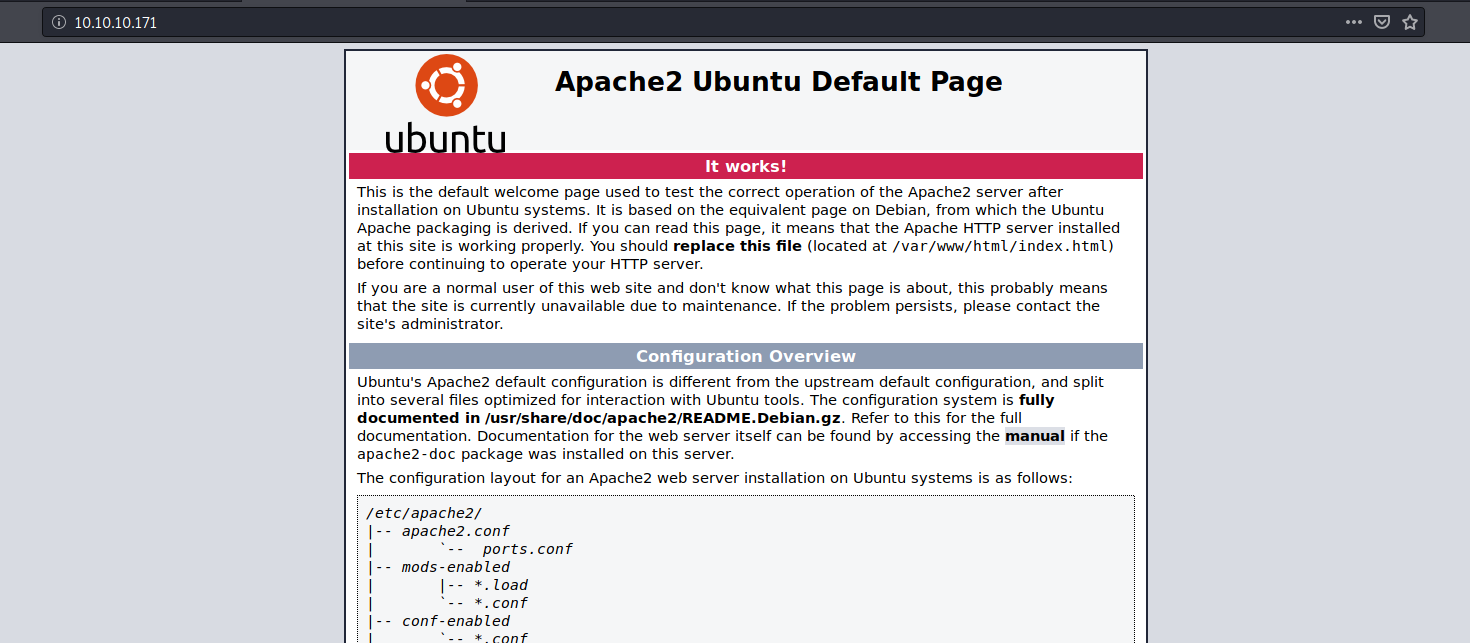 10.10.10.171
Apache2 Ubuntu Default Page
ubuntu
It works!
This is the default welcome page used to test the correct operation of the Apache2 server after
installation on Ubuntu systems. It is based on the equivalent page on Debian, from which the Ubuntu
Apache packaging is derived. If you can read this page, it means that the Apache HTTP server installed
at this site is working properly. You should replace this file (located at /var/www/html/index.html)
before continuing to operate your HTTP server.
If you are a normal user of this web site and don't know what this page is about, this probably means
that the site is currently unavailable due to maintenance. If the problem persists, please contact the
site's administrator.
Configuration Overview
Ubuntu's Apache2 default configuration is different from the upstream default configuration, and split
into several files optimized for interaction with Ubuntu tools. The configuration system is fully
documented in /usr/share/doc/apache2/README.Debian.gz. Refer to this for the full
documentation. Documentation for the web server itself can be found by accessing the manual if the
apache2-doc package was installed on this server.
The configuration layout for an Apache2 web server installation on Ubuntu systems is as follows:
/etc/apache2/
|-- apache2.conf
|       `--  ports.conf
|-- mods-enabled
|       |-- *.load
|       `-- *.conf
|-- conf-enabled
|       `-- *.conf